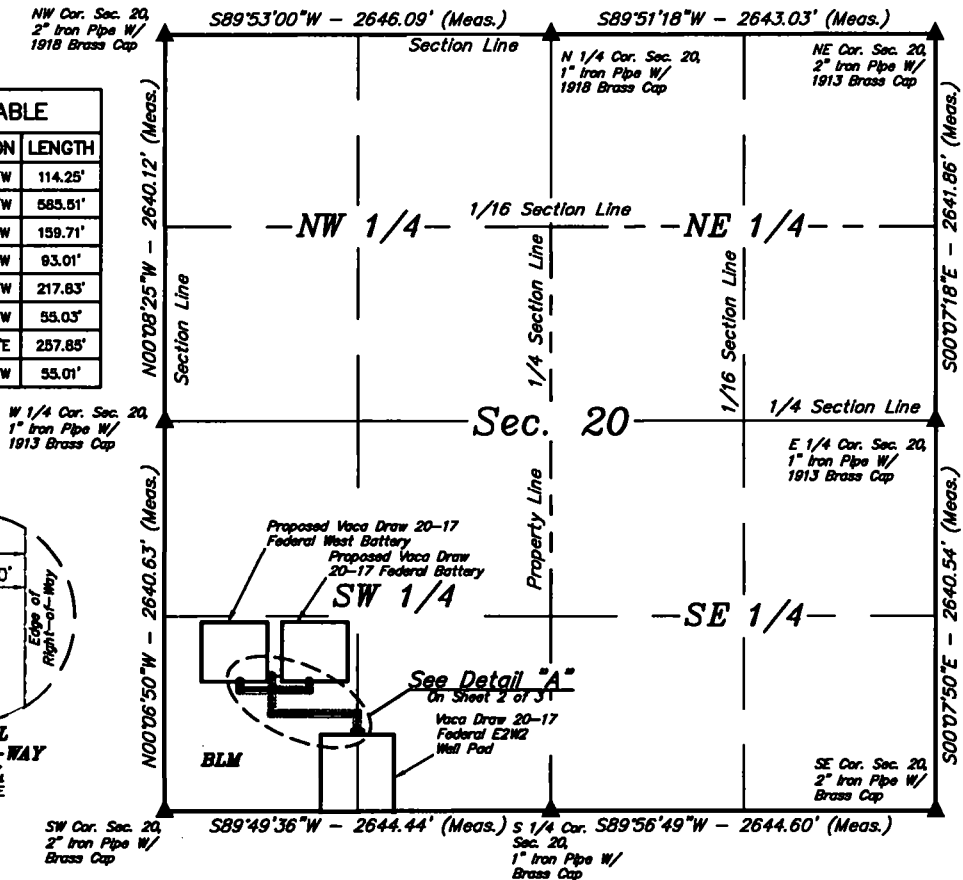 NW Cor. Sec. 20,
2" Iron Pipe W/
1918 Brass Cap
S89°53'00"W - 2646.09' (Meas.)
Section Line
S89°51'18"W - 2643.03' (Meas.)
N 1/4 Cor. Sec. 20,
1" Iron Pipe W/
1918 Brass Cap
NE Cor. Sec. 20,
2" Iron Pipe W/
1913 Brass Cap
ABLE
ON LENGTH
W 114.25'
W 585.51'
W 159.71'
W 93.01'
W 217.83'
W 55.03'
E 257.85'
W 55.01'
N00°08'25"W - 2640.12' (Meas.)
Section Line
NW 1/4
1/16 Section Line
NE 1/4
1/4 Section Line
1/16 Section Line
S00°07'18"E - 2641.86' (Meas.)
W 1/4 Cor. Sec. 20,
1" Iron Pipe W/
1913 Brass Cap
Sec. 20
1/4 Section Line
E 1/4 Cor. Sec. 20,
1" Iron Pipe W/
1913 Brass Cap
0'
Edge of
Right-of-Way
L
-WAY
N00°06'50"W - 2640.63' (Meas.)
Proposed Vaca Draw 20-17
Federal West Battery
Proposed Vaca Draw
20-17 Federal Battery
SW 1/4
Property Line
SE 1/4
S00°07'50"E - 2640.54' (Meas.)
See Detail "A"
On Sheet 2 of 3
Vaca Draw 20-17
Federal E2W2
Well Pad
BLM
SE Cor. Sec. 20,
2" Iron Pipe W/
Brass Cap
SW Cor. Sec. 20,
2" Iron Pipe W/
Brass Cap
S89°49'36"W - 2644.44' (Meas.)
S 1/4 Cor.
Sec. 20,
1" Iron Pipe W/
Brass Cap
S89°56'49"W - 2644.60' (Meas.)